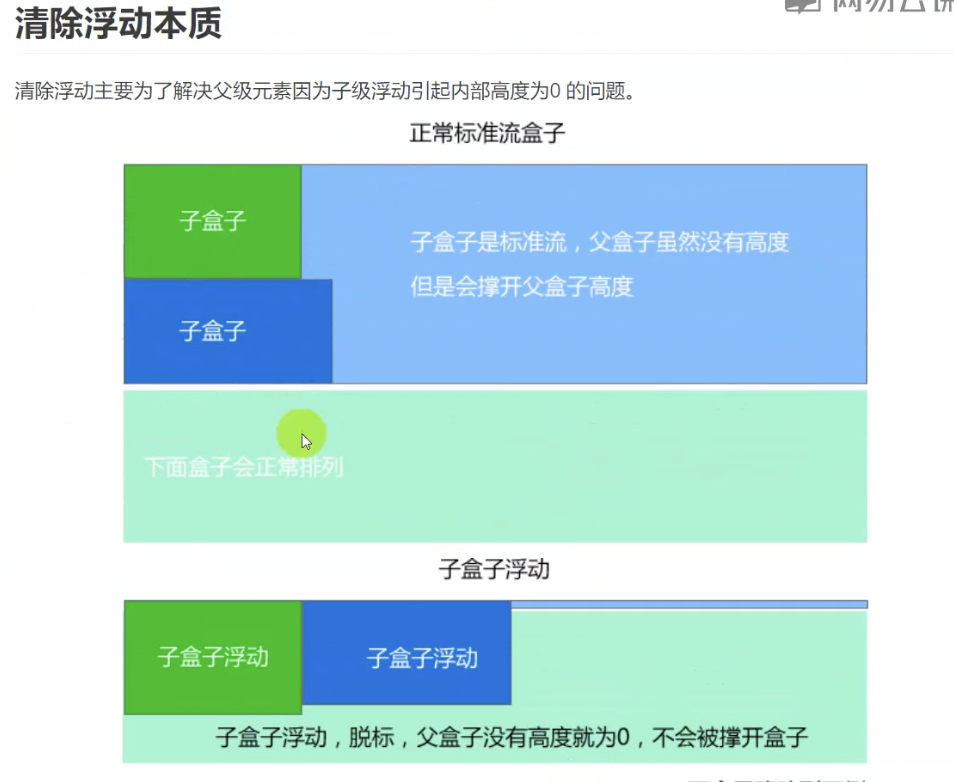 网易云课
清除浮动本质
清除浮动主要为了解决父级元素因为子级浮动引起内部高度为0 的问题。
正常标准流盒子
子盒子
子盒子是标准流，父盒子虽然没有高度
但是会撑开父盒子高度
子盒子
下面盒子会正常排列
子盒子浮动
子盒子浮动
子盒子浮动
子盒子浮动，脱标，父盒子没有高度就为0，不会被撑开盒子